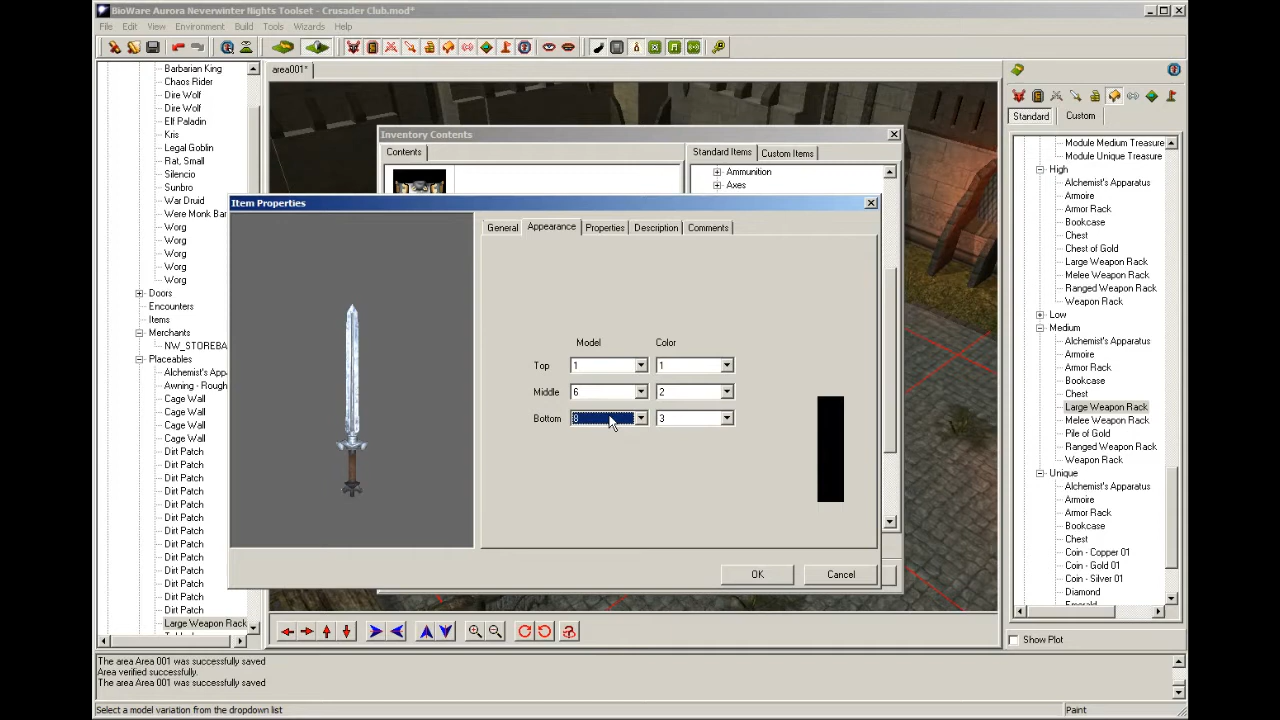 BioWare Aurora Neverwinter Nights Toolset - Crusader Club.mod*
File Edit View Environment Build Tools Wizards Help
Barbarian King
Chaos Rider
Dire Wolf
Dire Wolf
Elf Paladin
Kris
Legal Goblin
Rat, Small
Silencio
Sunbro
War Druid
Were Monk Bar
Worg
Worg
Worg
Worg
Worg
Doors
Encounters
Items
Merchants
NW_STOREBA
Placeables
Alchemist's App
Awning - Rough
Cage Wall
Cage Wall
Cage Wall
Cage Wall
Dirt Patch
Dirt Patch
Dirt Patch
Dirt Patch
Dirt Patch
Dirt Patch
Dirt Patch
Dirt Patch
Dirt Patch
Dirt Patch
Dirt Patch
Dirt Patch
Dirt Patch
Large Weapon Rack
area001*
Inventory Contents
Contents
Standard Items Custom Items
Ammunition
Axes
Item Properties
General Appearance Properties Description Comments
Model Color
Top 1 1
Middle 6 2
Bottom 8 3
OK Cancel
Standard Custom
Module Medium Treasure
Module Unique Treasure
High
Alchemist's Apparatus
Armoire
Armor Rack
Bookcase
Chest
Chest of Gold
Large Weapon Rack
Melee Weapon Rack
Ranged Weapon Rack
Weapon Rack
Low
Medium
Alchemist's Apparatus
Armoire
Armor Rack
Bookcase
Chest
Large Weapon Rack
Melee Weapon Rack
Pile of Gold
Ranged Weapon Rack
Weapon Rack
Unique
Alchemist's Apparatus
Armoire
Armor Rack
Bookcase
Chest
Coin - Copper 01
Coin - Gold 01
Coin - Silver 01
Diamond
Show Plot
The area Area 001 was successfully saved
Area verified successfully.
The area Area 001 was successfully saved
Select a model variation from the dropdown list
Paint